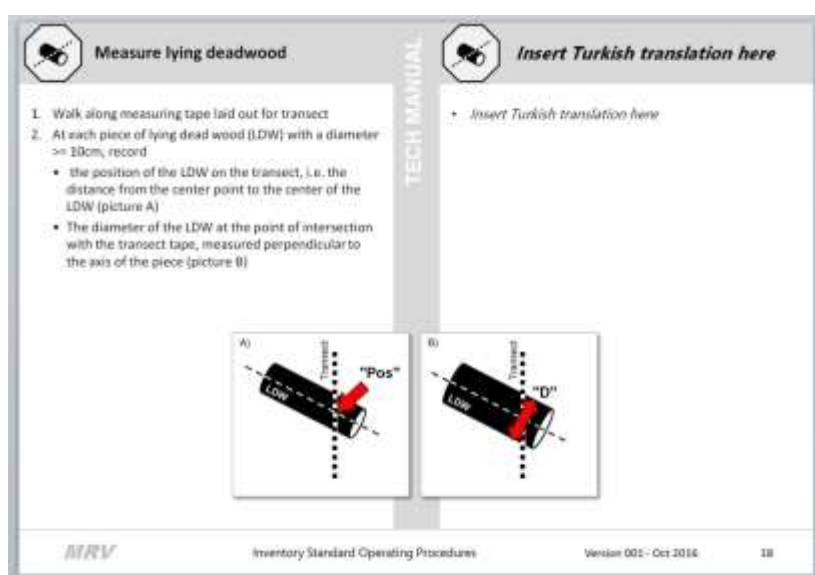 Measure lying deadwood
1. Walk along measuring tape laid out for transect
2. At each piece of lying dead wood (LDW) with a diameter
>= 10cm, record
• the position of the LDW on the transect, i.e. the
distance from the center point to the center of the
LDW (picture A)
• The diameter of the LDW at the point of intersection
with the transect tape, measured perpendicular to
the axis of the piece (picture B)
TECH MANUAL
Insert Turkish translation here
• Insert Turkish translation here
A)
Transect
"Pos"
LDW
B)
Transect
"D"
LDW
MRV
Inventory Standard Operating Procedures
Version 001 - Oct 2016
18